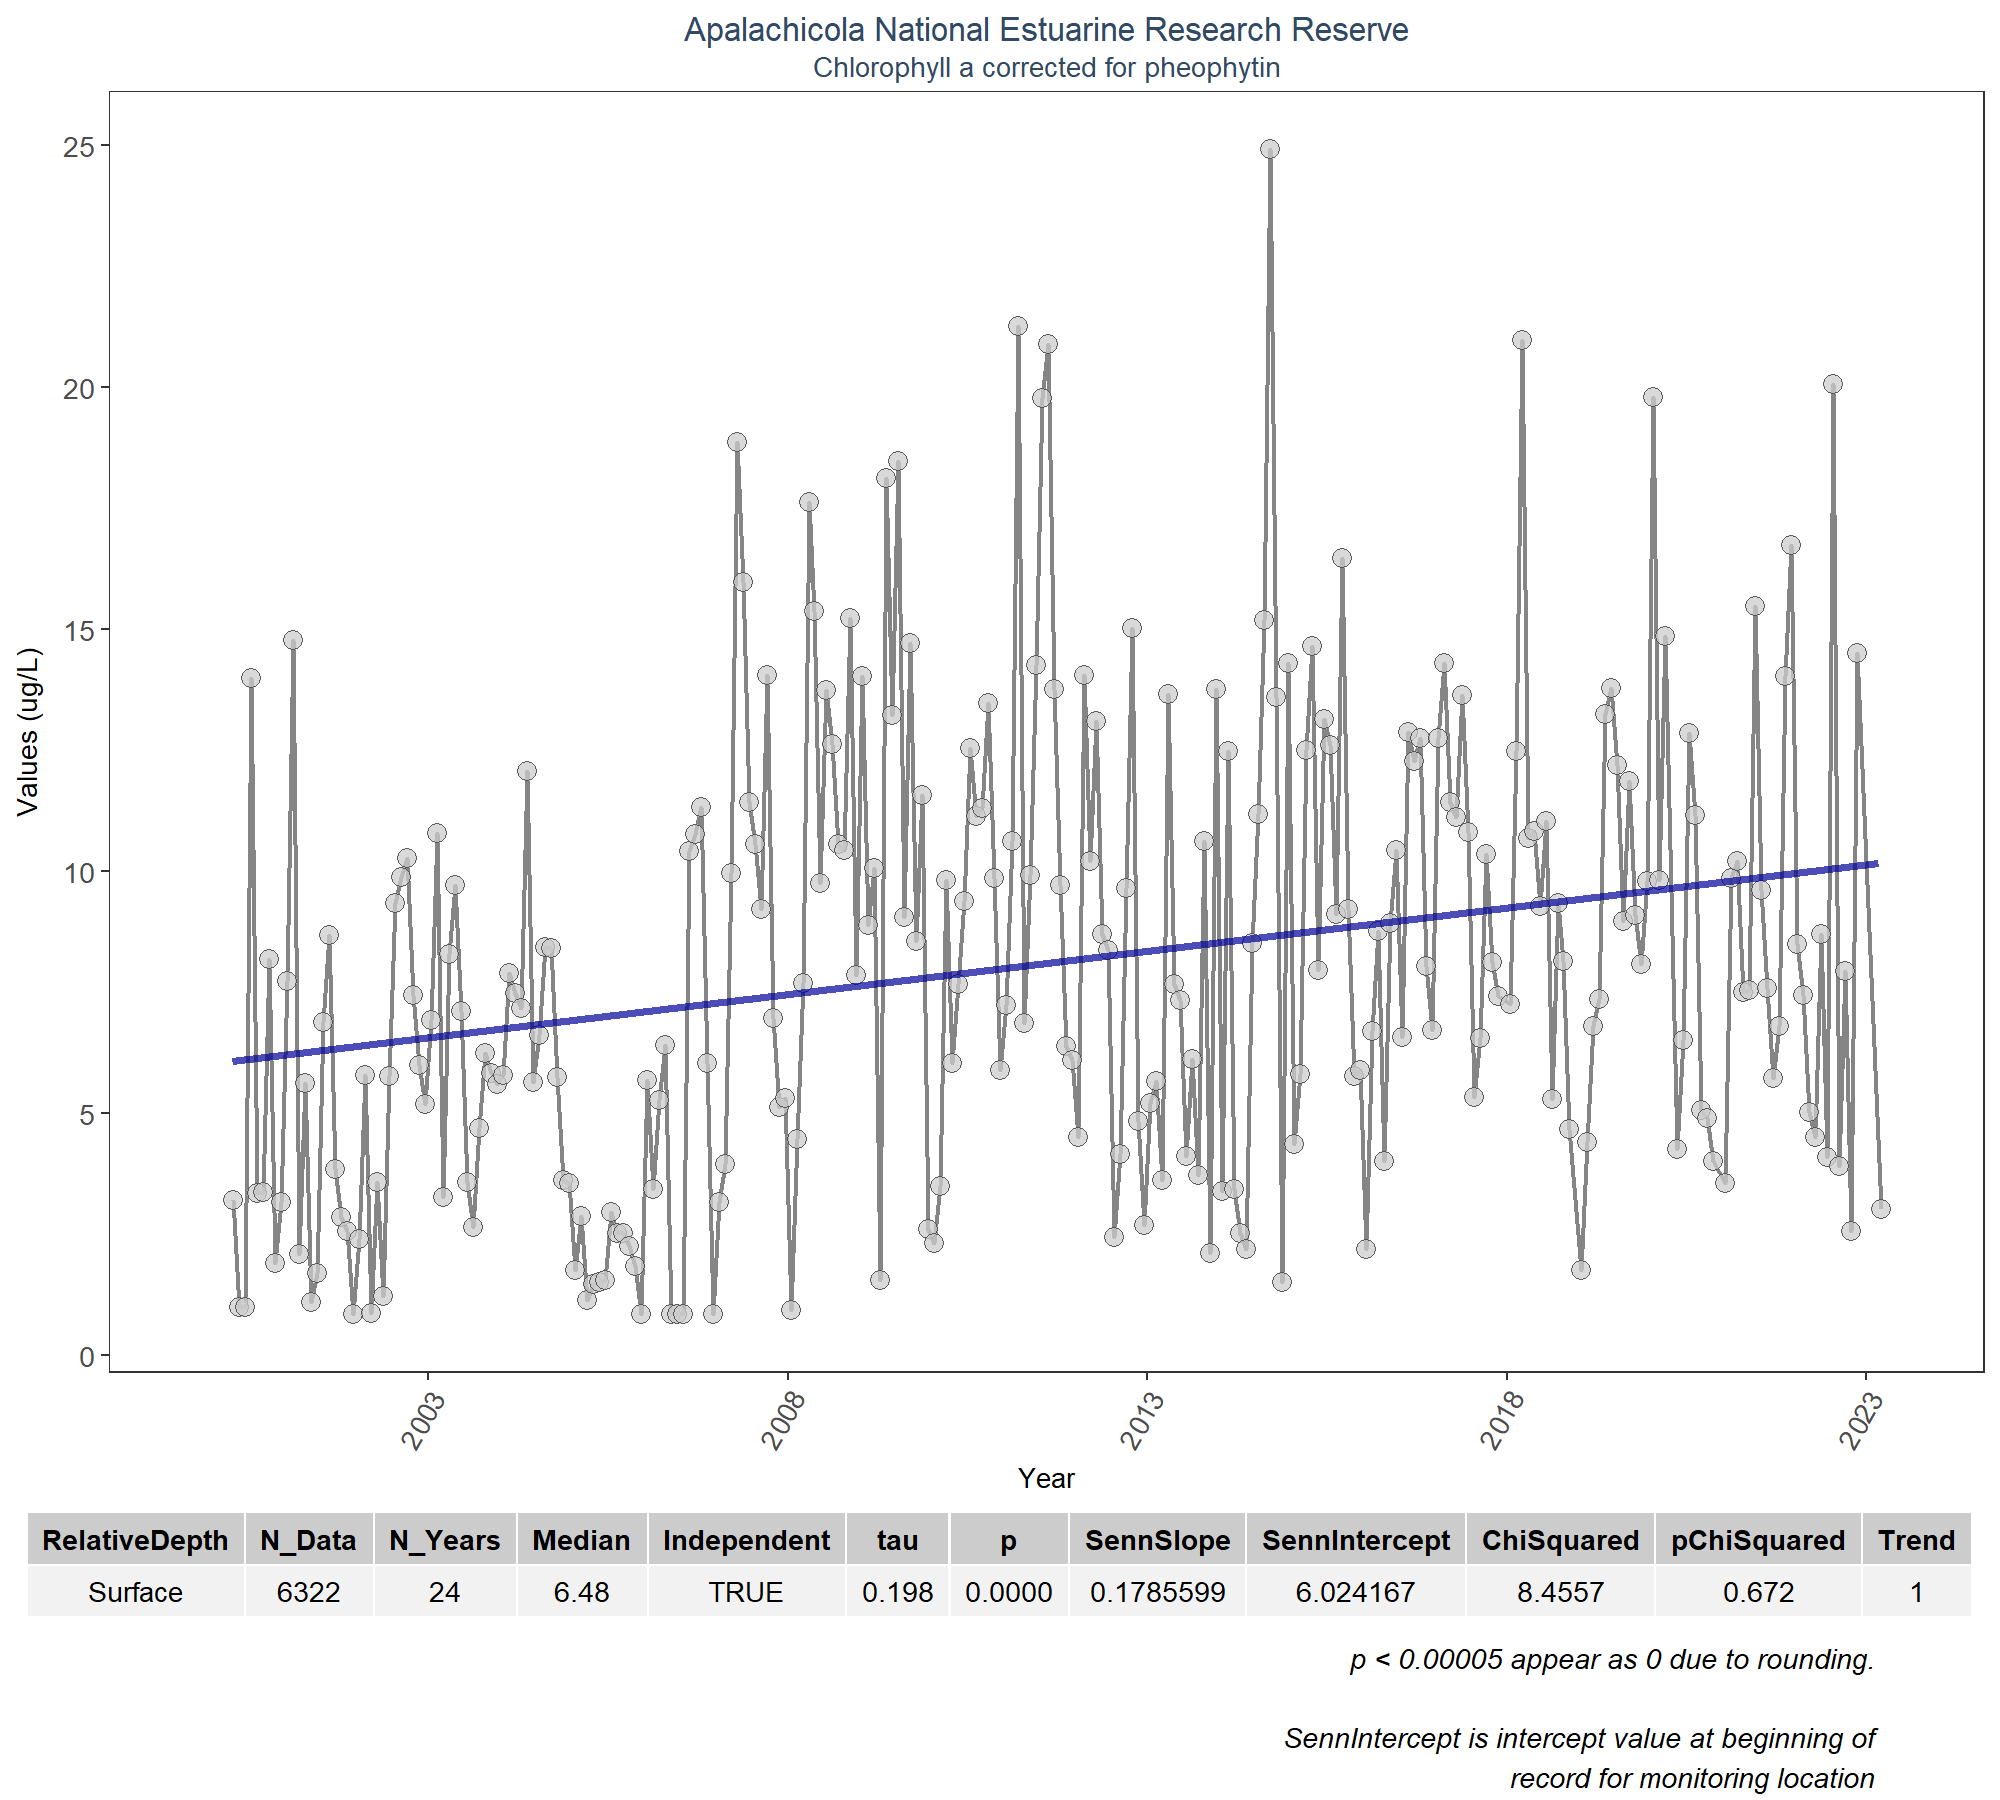 Apalachicola National Estuarine Research Reserve
Chlorophyll a corrected for pheophytin
25
20
15
10
5
0
Values (ug/L)
2003
2008
2013
2018
2023
Year
RelativeDepth N_Data N_Years Median Independent tau p SennSlope SennIntercept ChiSquared pChiSquared Trend
Surface 6322 24 6.48 TRUE 0.198 0.0000 0.1785599 6.024167 8.4557 0.672 1
p < 0.00005 appear as 0 due to rounding.
SennIntercept is intercept value at beginning of
record for monitoring location